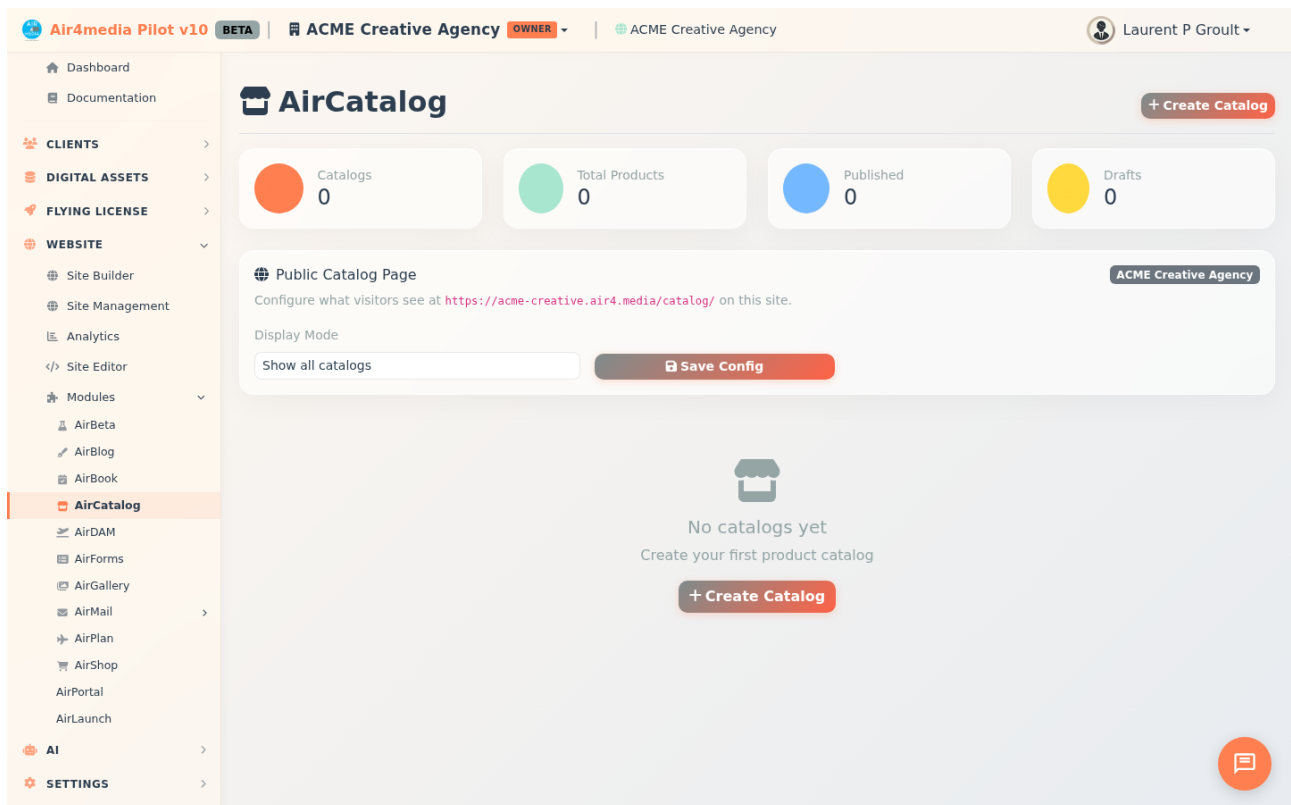 Air4media Pilot v10 BETA | ACME Creative Agency OWNER | ACME Creative Agency Laurent P Groult
Dashboard
Documentation
CLIENTS
DIGITAL ASSETS
FLYING LICENSE
WEBSITE
Site Builder
Site Management
Analytics
Site Editor
Modules
AirBeta
AirBlog
AirBook
AirCatalog
AirDAM
AirForms
AirGallery
AirMail
AirPlan
AirShop
AirPortal
AirLaunch
AI
SETTINGS
AirCatalog
+ Create Catalog
Catalogs
0
Total Products
0
Published
0
Drafts
0
Public Catalog Page
ACME Creative Agency
Configure what visitors see at https://acme-creative.air4.media/catalog/ on this site.
Display Mode
Show all catalogs
Save Config
No catalogs yet
Create your first product catalog
+ Create Catalog